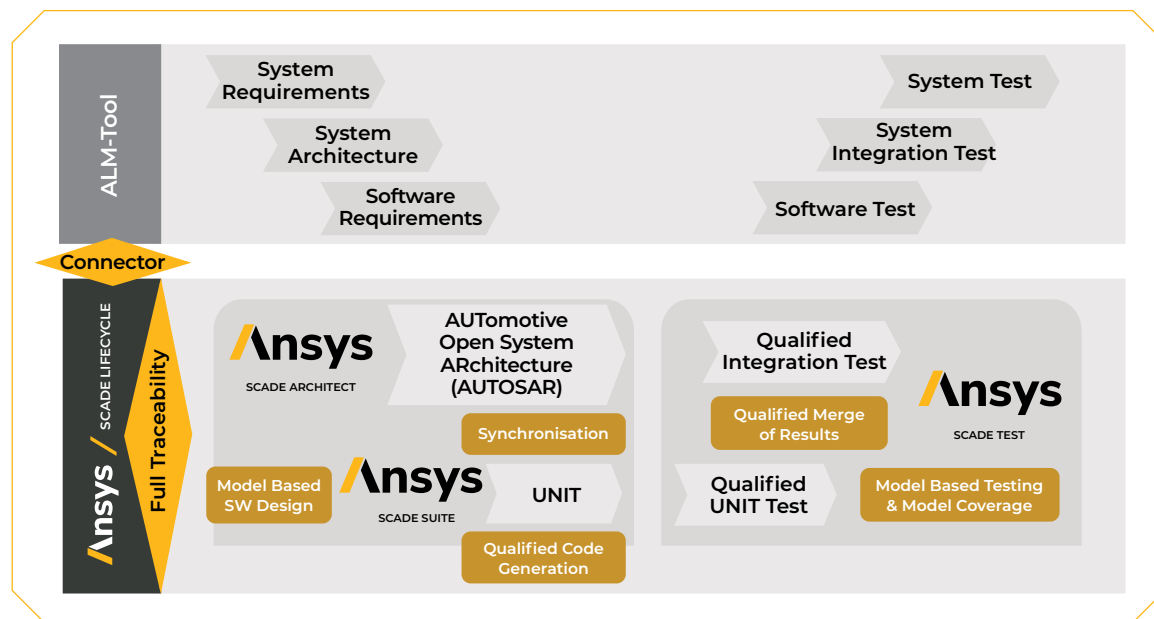 ALM-Tool
System
Requirements
System
Architecture
Software
Requirements
System Test
System
Integration Test
Software Test
Connector
Ansys / SCADE LIFECYCLE
Full Traceability
Ansys
SCADE ARCHITECT
AUTomotive
Open System
ARchitecture
(AUTOSAR)
Synchronisation
Model Based
SW Design
Ansys
SCADE SUITE
UNIT
Qualified Code
Generation
Qualified
Integration Test
Qualified Merge
of Results
Ansys
SCADE TEST
Qualified
UNIT Test
Model Based Testing
& Model Coverage